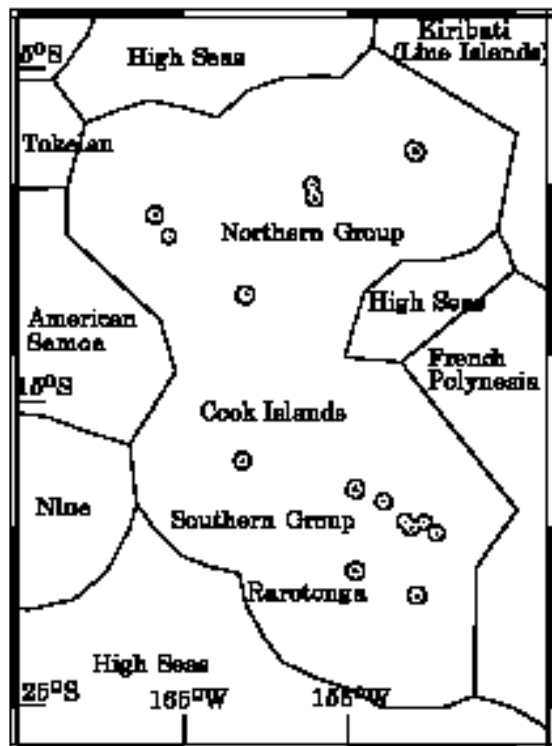 Kiribati
(Line Islands)
5°S
High Seas
Tokelau
Northern Group
High Seas
American
Samoa
French
Polynesia
15°S
Cook Islands
Niue
Southern Group
Rarotonga
High Seas
25°S
165°W
155°W